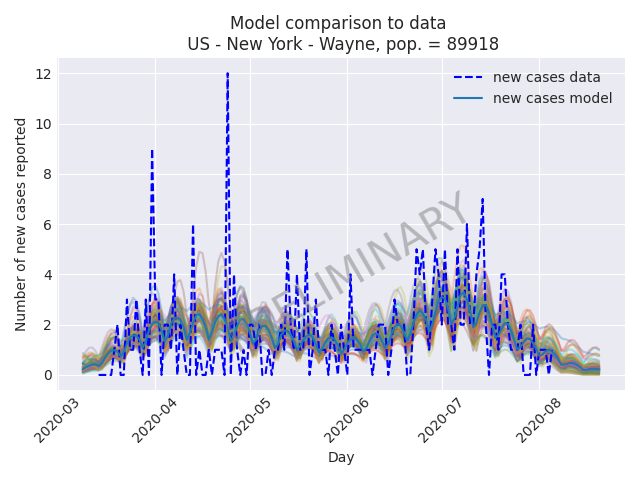 Model comparison to data
US - New York - Wayne, pop. = 89918
new cases data
new cases model
PRELIMINARY
Number of new cases reported
12
10
8
6
4
2
0
2020-03
2020-04
2020-05
2020-06
2020-07
2020-08
Day